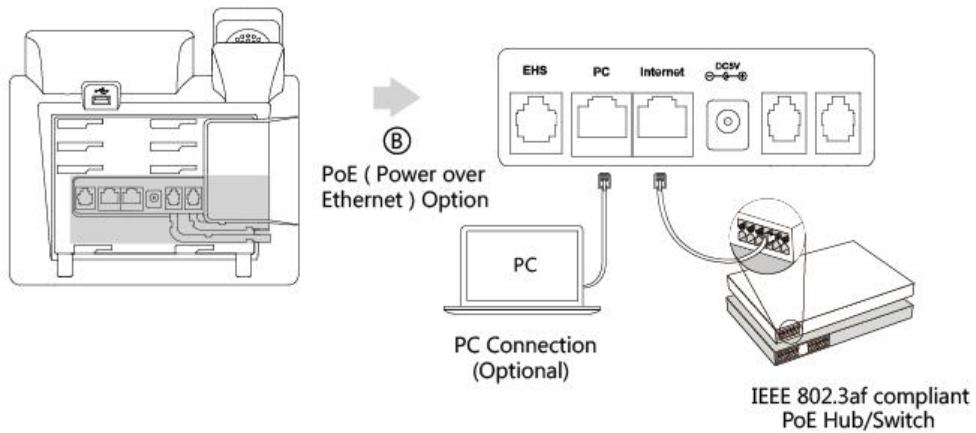 EHS
PC
Internet
DC5V
Ⓑ
PoE ( Power over
Ethernet ) Option
PC
PC Connection
(Optional)
IEEE 802.3af compliant
PoE Hub/Switch